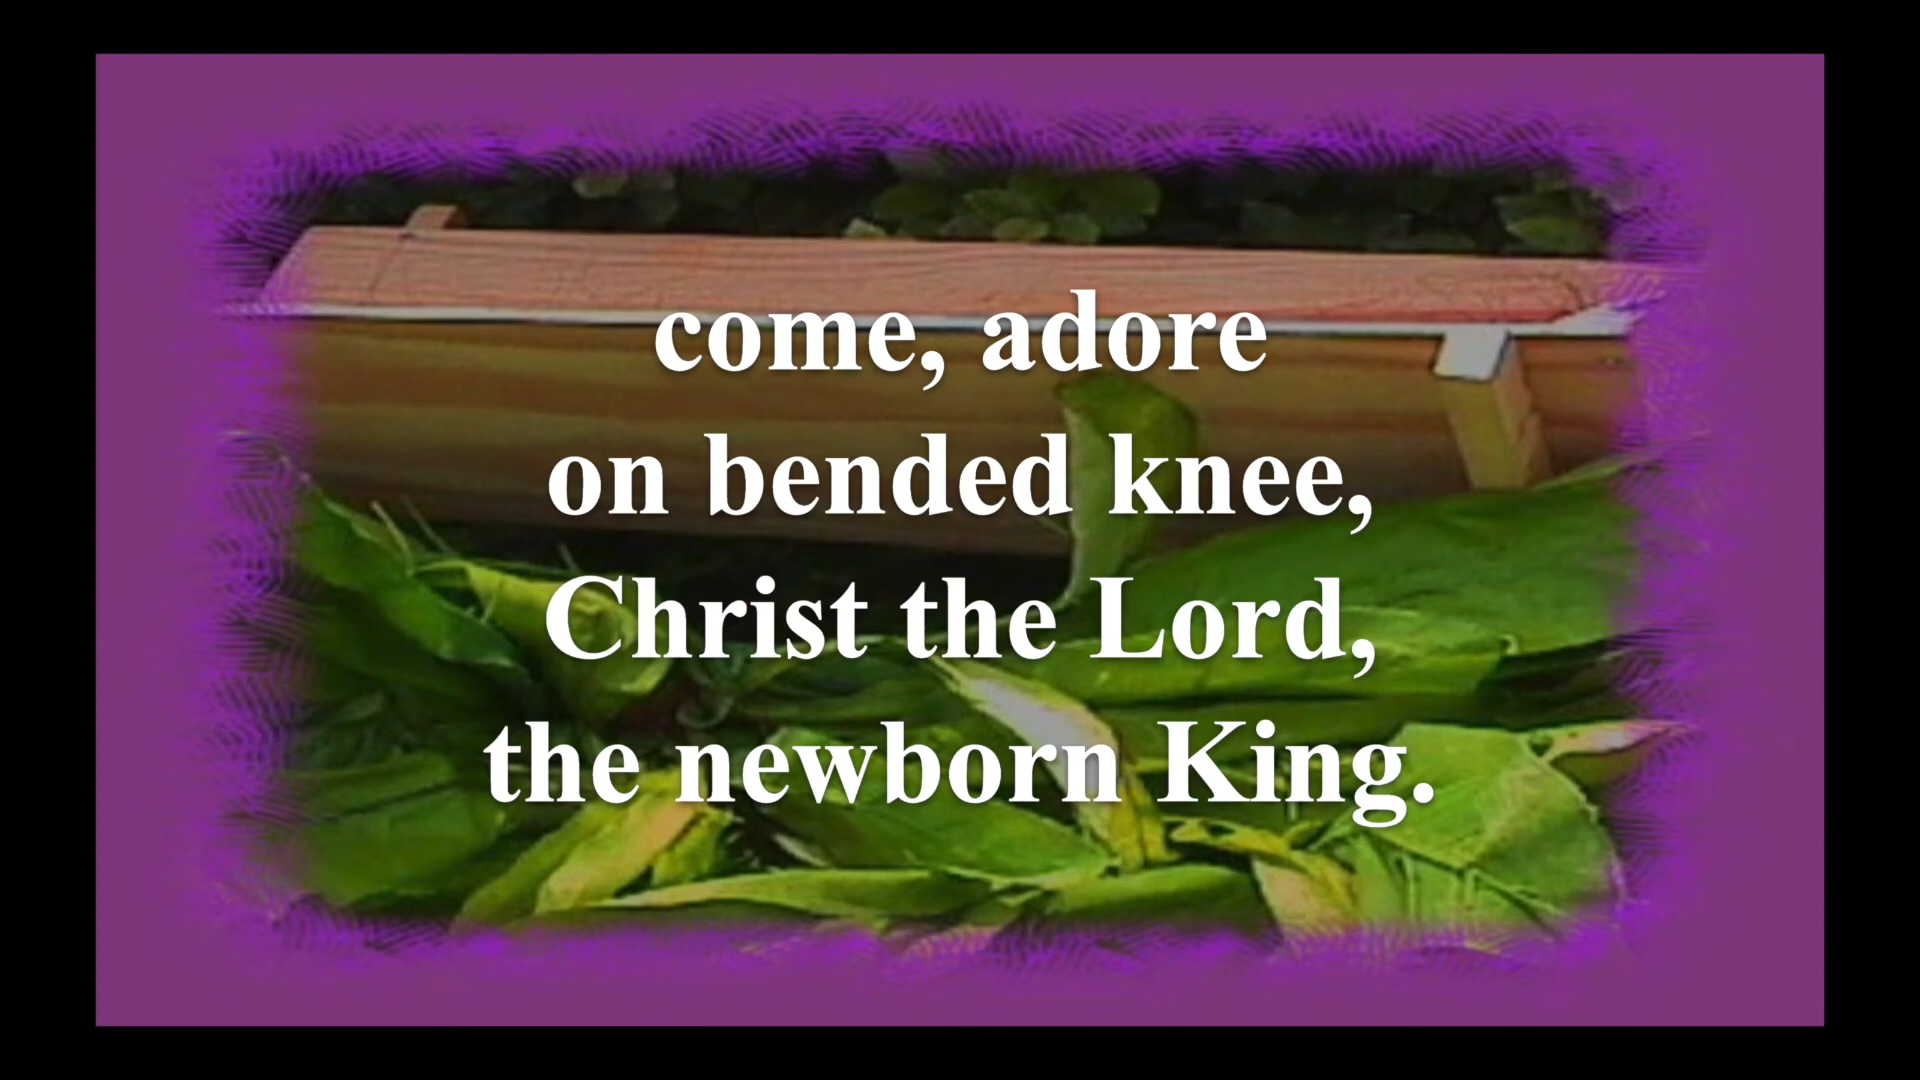 come, adore
on bended knee,
Christ the Lord,
the newborn King.